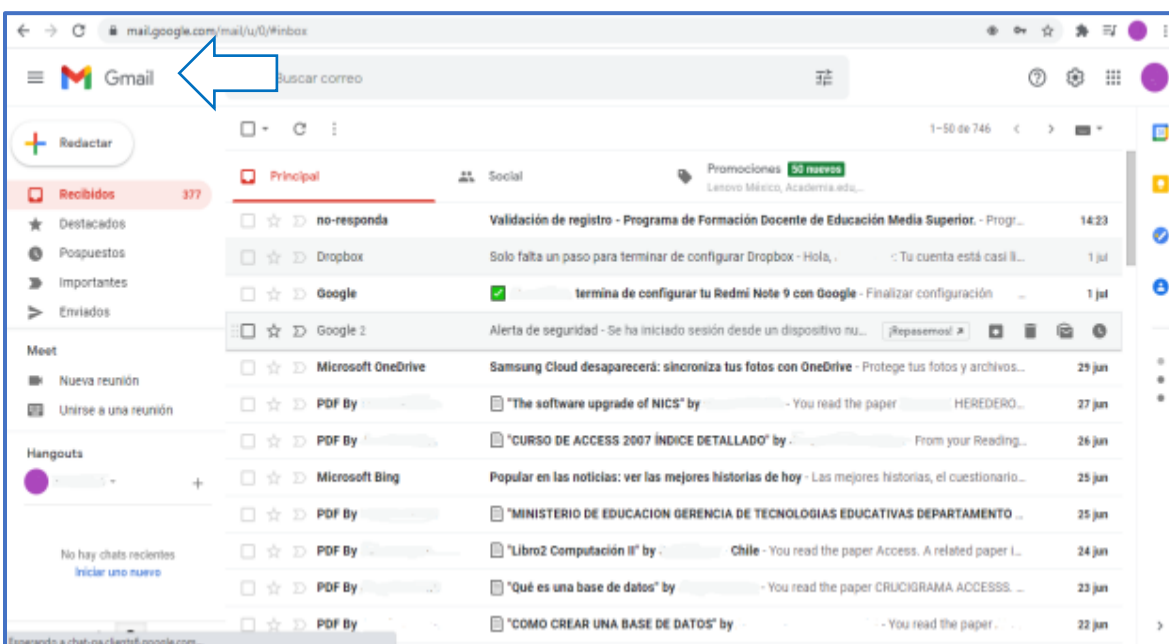 mail.google.com/mail/u/0/#inbox
Gmail
Buscar correo
Redactar
1–50 de 746
Principal
Social
Promociones 50 nuevos
Lenovo México, Academia.edu,...
Recibidos 377
Destacados
Pospuestos
Importantes
Enviados
Meet
Nueva reunión
Unirse a una reunión
Hangouts
No hay chats recientes
Iniciar uno nuevo
no-responda Validación de registro - Programa de Formación Docente de Educación Media Superior. - Progr... 14:23
Dropbox Solo falta un paso para terminar de configurar Dropbox - Hola, : Tu cuenta está casi li... 1 jul
Google termina de configurar tu Redmi Note 9 con Google - Finalizar configuración ... 1 jul
Google 2 Alerta de seguridad - Se ha iniciado sesión desde un dispositivo nu... ¡Repasemos!
Microsoft OneDrive Samsung Cloud desaparecerá: sincroniza tus fotos con OneDrive - Protege tus fotos y archivos... 29 jun
PDF By "The software upgrade of NICS" by - You read the paper HEREDERO... 27 jun
PDF By "CURSO DE ACCESS 2007 ÍNDICE DETALLADO" by From your Reading... 26 jun
Microsoft Bing Popular en las noticias: ver las mejores historias de hoy - Las mejores historias, el cuestionario... 25 jun
PDF By "MINISTERIO DE EDUCACION GERENCIA DE TECNOLOGIAS EDUCATIVAS DEPARTAMENTO ... 25 jun
PDF By "Libro2 Computación II" by Chile - You read the paper Access. A related paper i... 24 jun
PDF By "Qué es una base de datos" by - You read the paper CRUCIGRAMA ACCESSS. ... 23 jun
PDF By "COMO CREAR UNA BASE DE DATOS" by - You read the paper 22 jun